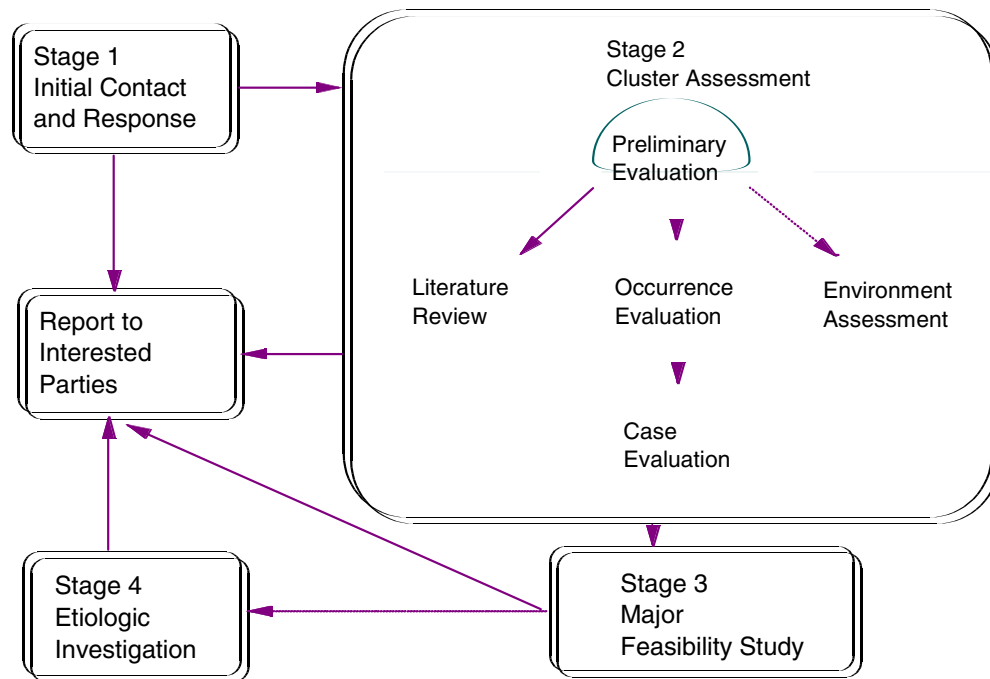 Stage 1
Initial Contact
and Response
Stage 2
Cluster Assessment
Preliminary
Evaluation
Literature
Review
Occurrence
Evaluation
Environment
Assessment
Case
Evaluation
Report to
Interested
Parties
Stage 3
Major
Feasibility Study
Stage 4
Etiologic
Investigation